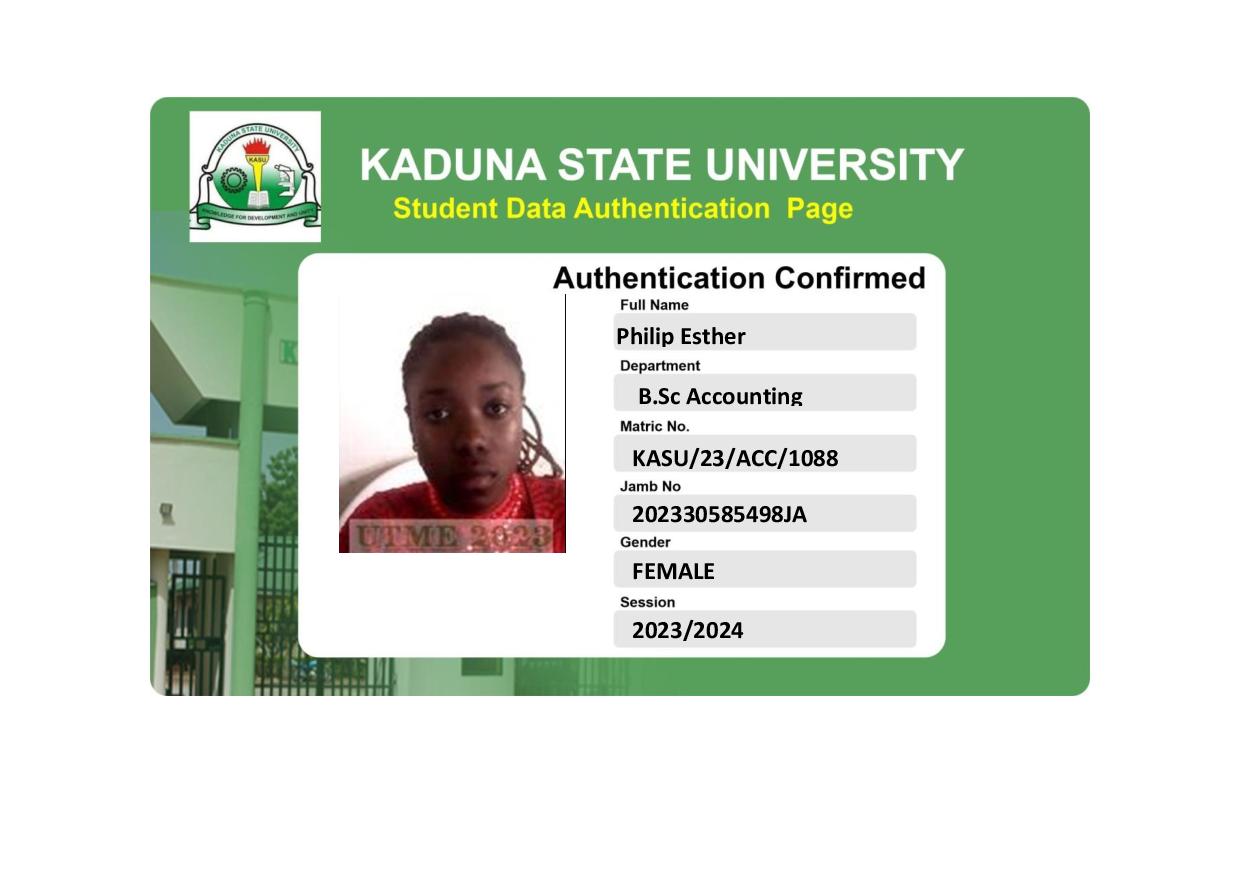 KADUNA STATE UNIVERSITY
KASU
KNOWLEDGE FOR DEVELOPMENT AND UNITY
KADUNA STATE UNIVERSITY
Student Data Authentication Page
Authentication Confirmed
Full Name
Philip Esther
Department
B.Sc Accounting
Matric No.
KASU/23/ACC/1088
Jamb No
202330585498JA
Gender
FEMALE
Session
2023/2024
UTME 2023